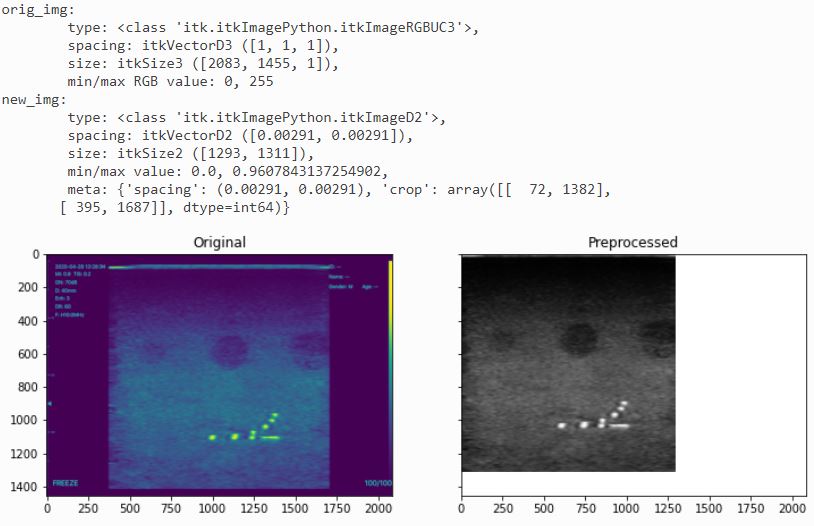 orig_img:
type: <class 'itk.itkImagePython.itkImageRGBUC3'>,
spacing: itkVectorD3 ([1, 1, 1]),
size: itkSize3 ([2083, 1455, 1]),
min/max RGB value: 0, 255
new_img:
type: <class 'itk.itkImagePython.itkImageD2'>,
spacing: itkVectorD2 ([0.00291, 0.00291]),
size: itkSize2 ([1293, 1311]),
min/max value: 0.0, 0.9607843137254902,
meta: {'spacing': (0.00291, 0.00291), 'crop': array([[  72, 1382],
[ 395, 1687]], dtype=int64)}
Original
Preprocessed
0
200
400
600
800
1000
1200
1400
FREEZE
100/100
0
250
500
750
1000
1250
1500
1750
2000
0
250
500
750
1000
1250
1500
1750
2000